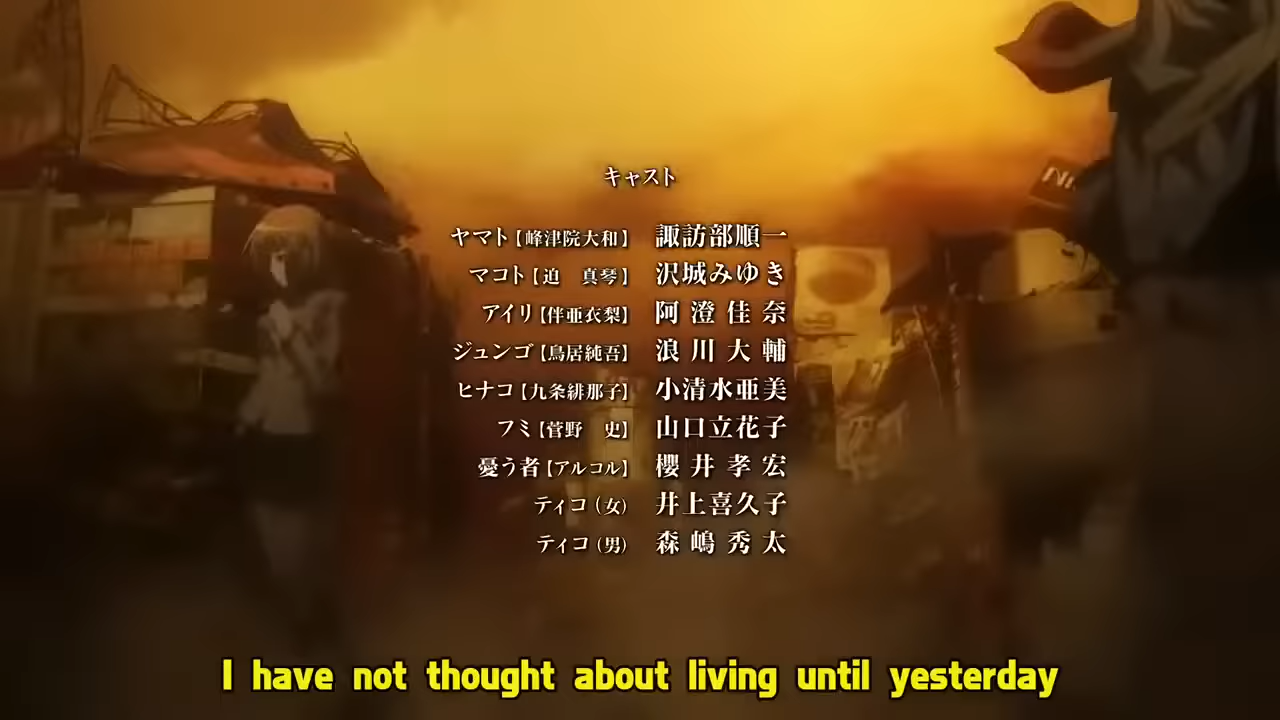 キャスト
ヤマト【峰津院大和】 諏訪部順一
マコト【迫 真琴】 沢城みゆき
アイリ【伴亜衣梨】 阿澄佳奈
ジュンゴ【鳥居純吾】 浪川大輔
ヒナコ【九条緋那子】 小清水亜美
フミ【菅野 史】 山口立花子
憂う者【アルコル】 櫻井孝宏
ティコ(女) 井上喜久子
ティコ(男) 森嶋秀太
I have not thought about living until yesterday